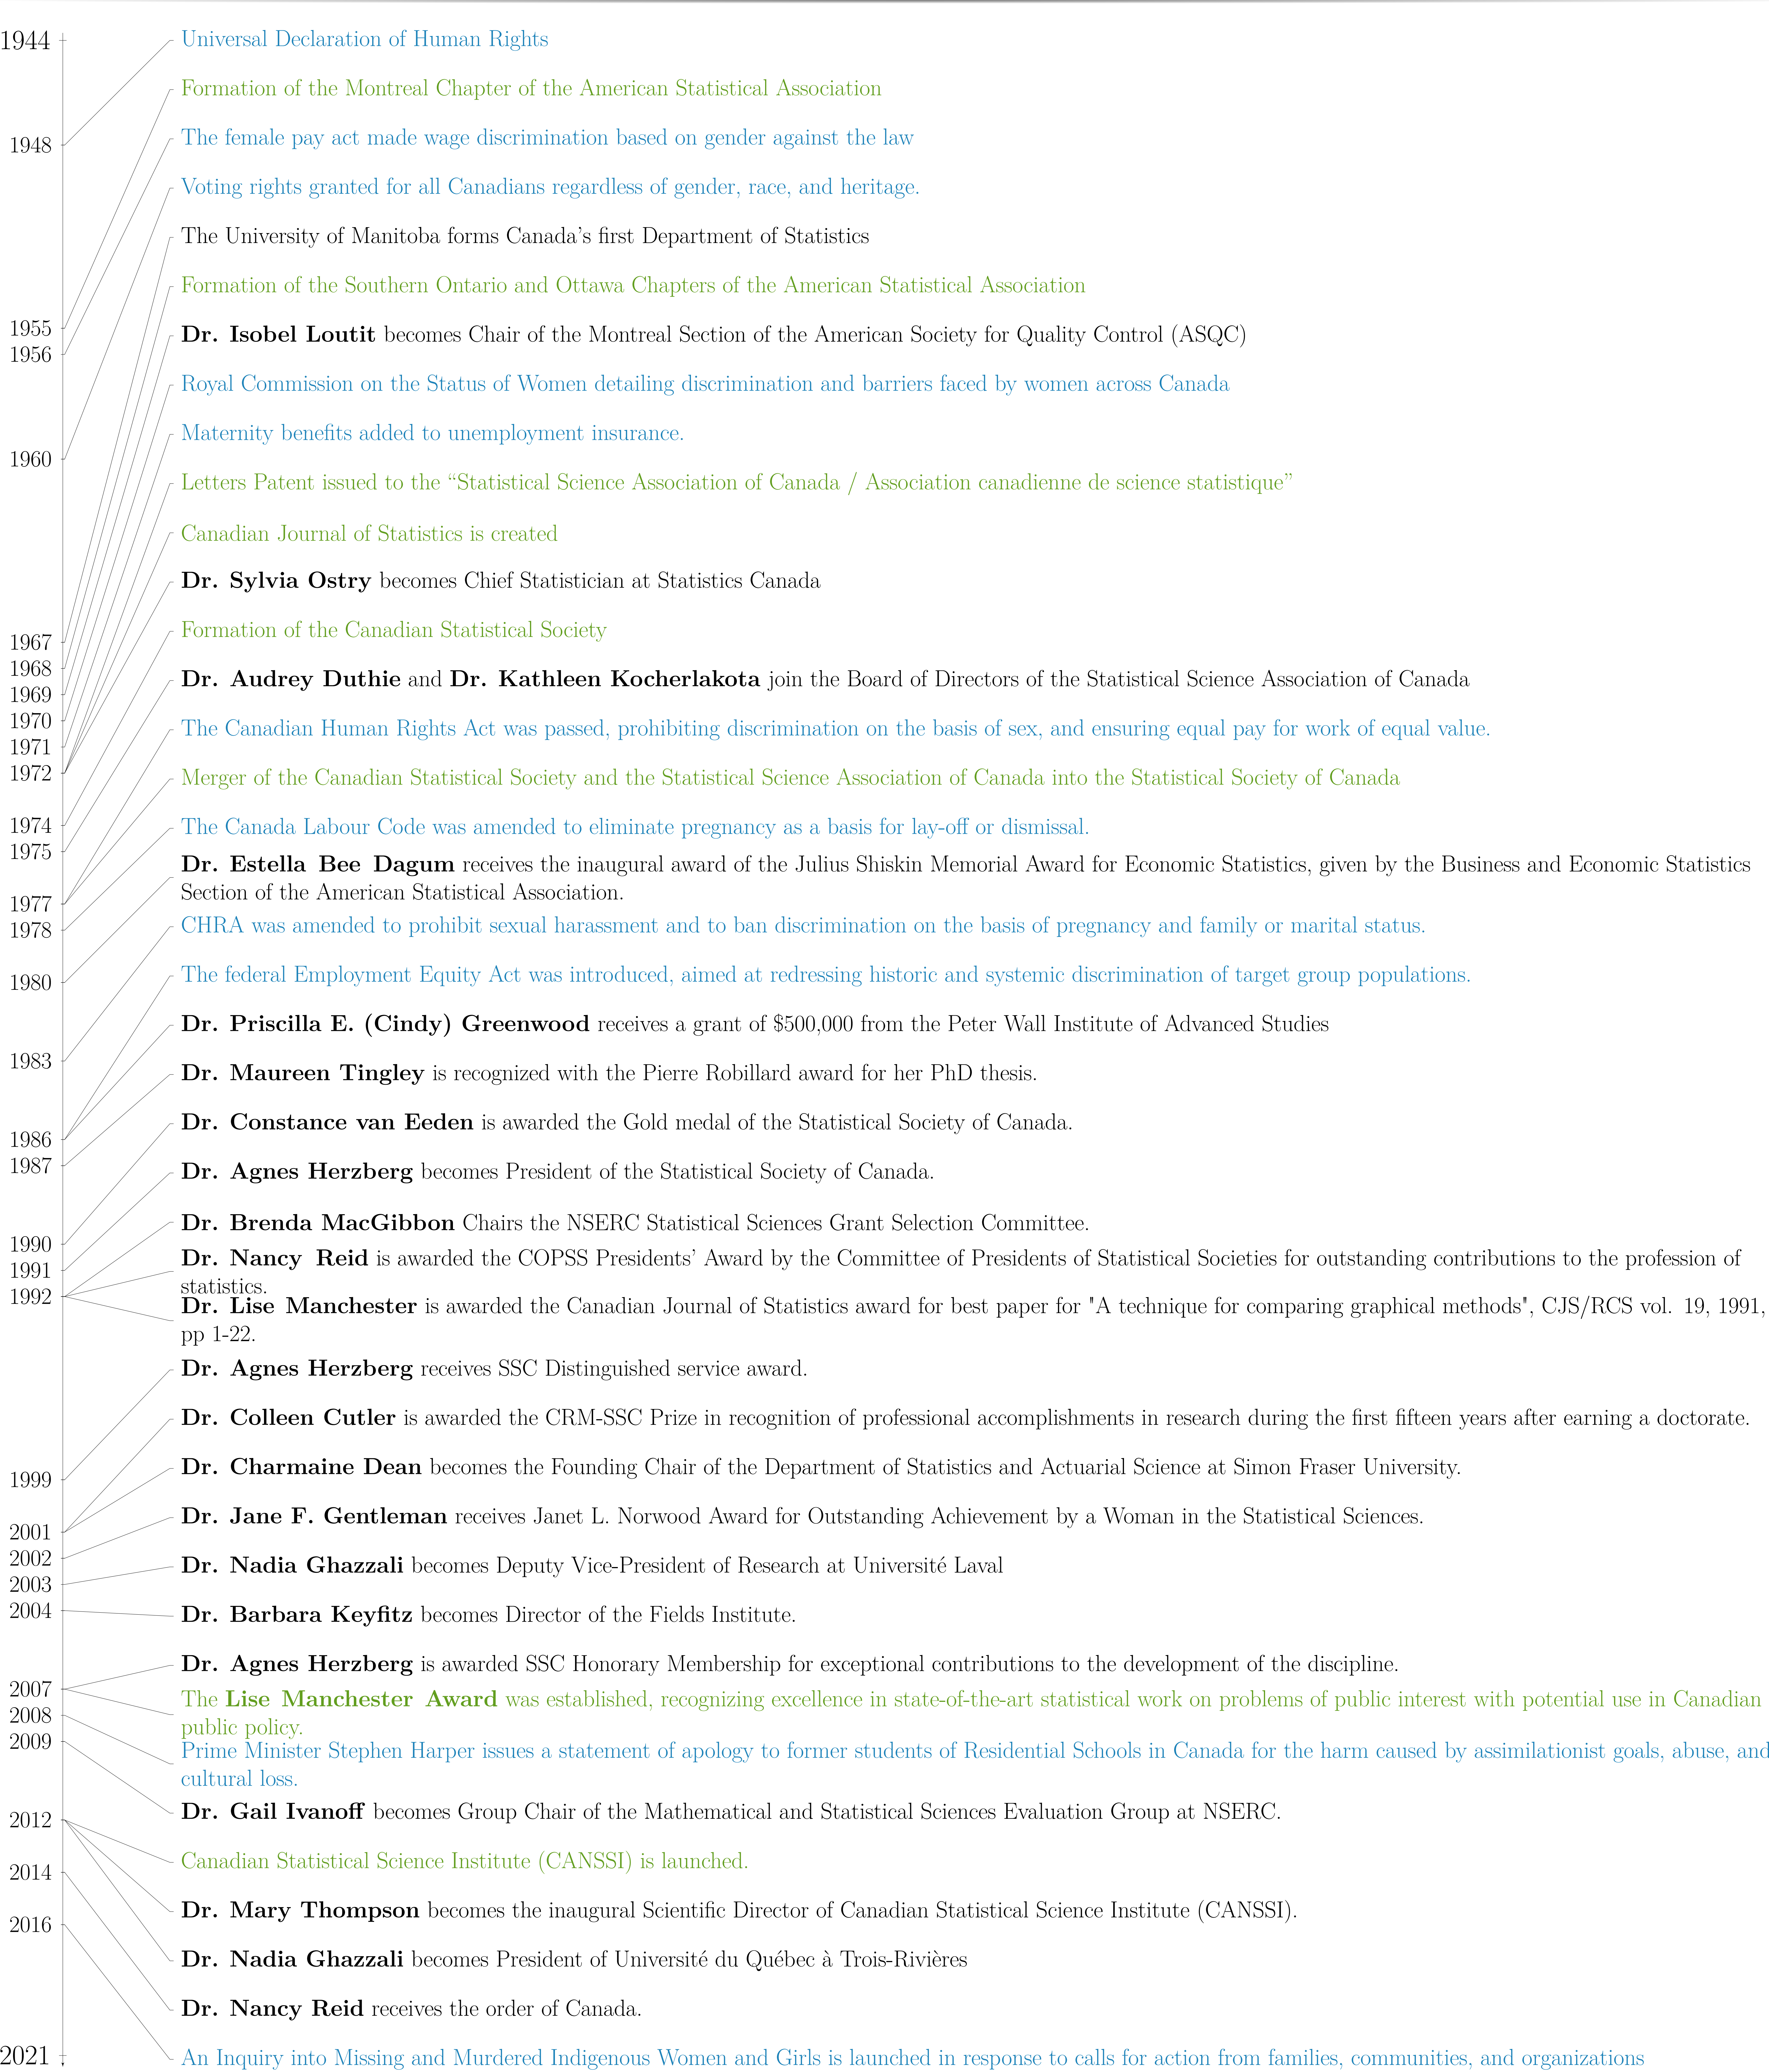 1944
Universal Declaration of Human Rights
Formation of the Montreal Chapter of the American Statistical Association
The female pay act made wage discrimination based on gender against the law
1948
Voting rights granted for all Canadians regardless of gender, race, and heritage.
The University of Manitoba forms Canada's first Department of Statistics
Formation of the Southern Ontario and Ottawa Chapters of the American Statistical Association
1955
Dr. Isobel Loutit becomes Chair of the Montreal Section of the American Society for Quality Control (ASQC)
1956
Royal Commission on the Status of Women detailing discrimination and barriers faced by women across Canada
Maternity benefits added to unemployment insurance.
1960
Letters Patent issued to the “Statistical Science Association of Canada / Association canadienne de science statistique”
Canadian Journal of Statistics is created
Dr. Sylvia Ostry becomes Chief Statistician at Statistics Canada
Formation of the Canadian Statistical Society
1967
1968
Dr. Audrey Duthie and Dr. Kathleen Kocherlakota join the Board of Directors of the Statistical Science Association of Canada
1969
1970
The Canadian Human Rights Act was passed, prohibiting discrimination on the basis of sex, and ensuring equal pay for work of equal value.
1971
1972
Merger of the Canadian Statistical Society and the Statistical Science Association of Canada into the Statistical Society of Canada
1974
The Canada Labour Code was amended to eliminate pregnancy as a basis for lay-off or dismissal.
1975
Dr. Estella Bee Dagum receives the inaugural award of the Julius Shiskin Memorial Award for Economic Statistics, given by the Business and Economic Statistics
Section of the American Statistical Association.
1977
1978
CHRA was amended to prohibit sexual harassment and to ban discrimination on the basis of pregnancy and family or marital status.
The federal Employment Equity Act was introduced, aimed at redressing historic and systemic discrimination of target group populations.
1980
Dr. Priscilla E. (Cindy) Greenwood receives a grant of $500,000 from the Peter Wall Institute of Advanced Studies
1983
Dr. Maureen Tingley is recognized with the Pierre Robillard award for her PhD thesis.
Dr. Constance van Eeden is awarded the Gold medal of the Statistical Society of Canada.
1986
1987
Dr. Agnes Herzberg becomes President of the Statistical Society of Canada.
Dr. Brenda MacGibbon Chairs the NSERC Statistical Sciences Grant Selection Committee.
1990
Dr. Nancy Reid is awarded the COPSS Presidents' Award by the Committee of Presidents of Statistical Societies for outstanding contributions to the profession of
statistics.
1991
1992
Dr. Lise Manchester is awarded the Canadian Journal of Statistics award for best paper for "A technique for comparing graphical methods", CJS/RCS vol. 19, 1991,
pp 1-22.
Dr. Agnes Herzberg receives SSC Distinguished service award.
Dr. Colleen Cutler is awarded the CRM-SSC Prize in recognition of professional accomplishments in research during the first fifteen years after earning a doctorate.
Dr. Charmaine Dean becomes the Founding Chair of the Department of Statistics and Actuarial Science at Simon Fraser University.
1999
Dr. Jane F. Gentleman receives Janet L. Norwood Award for Outstanding Achievement by a Woman in the Statistical Sciences.
2001
2002
Dr. Nadia Ghazzali becomes Deputy Vice-President of Research at Université Laval
2003
2004
Dr. Barbara Keyfitz becomes Director of the Fields Institute.
Dr. Agnes Herzberg is awarded SSC Honorary Membership for exceptional contributions to the development of the discipline.
2007
The Lise Manchester Award was established, recognizing excellence in state-of-the-art statistical work on problems of public interest with potential use in Canadian
public policy.
2008
2009
Prime Minister Stephen Harper issues a statement of apology to former students of Residential Schools in Canada for the harm caused by assimilationist goals, abuse, and
cultural loss.
Dr. Gail Ivanoff becomes Group Chair of the Mathematical and Statistical Sciences Evaluation Group at NSERC.
2012
Canadian Statistical Science Institute (CANSSI) is launched.
2014
Dr. Mary Thompson becomes the inaugural Scientific Director of Canadian Statistical Science Institute (CANSSI).
2016
Dr. Nadia Ghazzali becomes President of Université du Québec à Trois-Rivières
Dr. Nancy Reid receives the order of Canada.
2021
An Inquiry into Missing and Murdered Indigenous Women and Girls is launched in response to calls for action from families, communities, and organizations